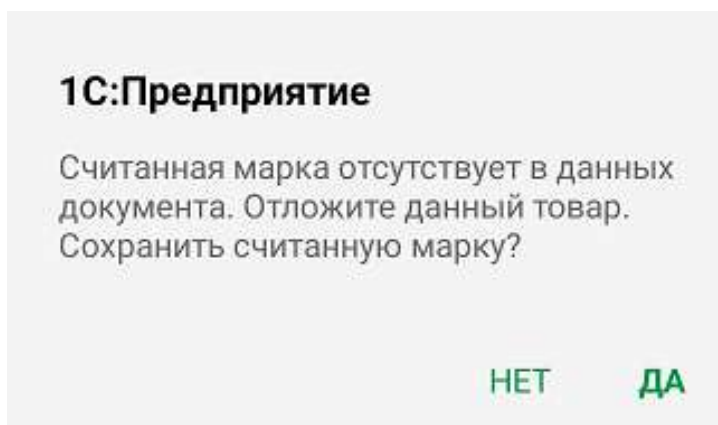 1С:Предприятие
Считанная марка отсутствует в данных
документа. Отложите данный товар.
Сохранить считанную марку?
НЕТ ДА